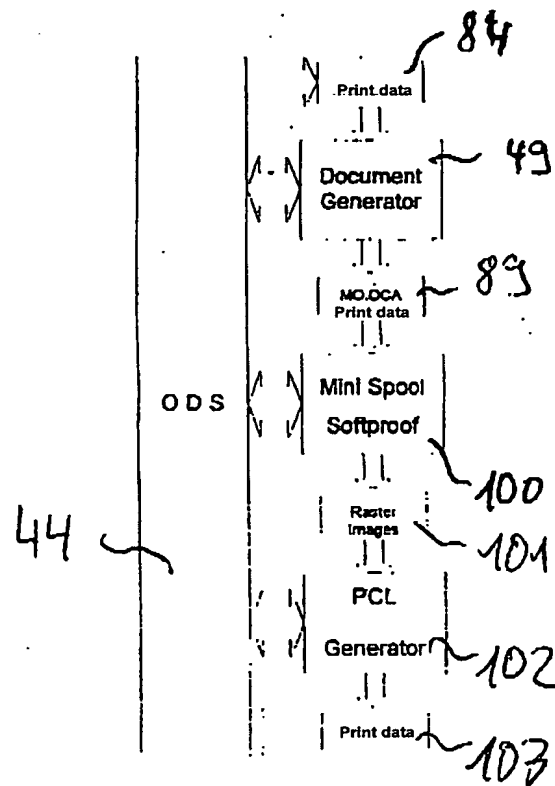 84
Print data
49
Document
Generator
89
MO:DCA
Print data
ODS
Mini Spool
Softproof
100
Raster
Images
101
44
PCL
Generator
102
Print data
103